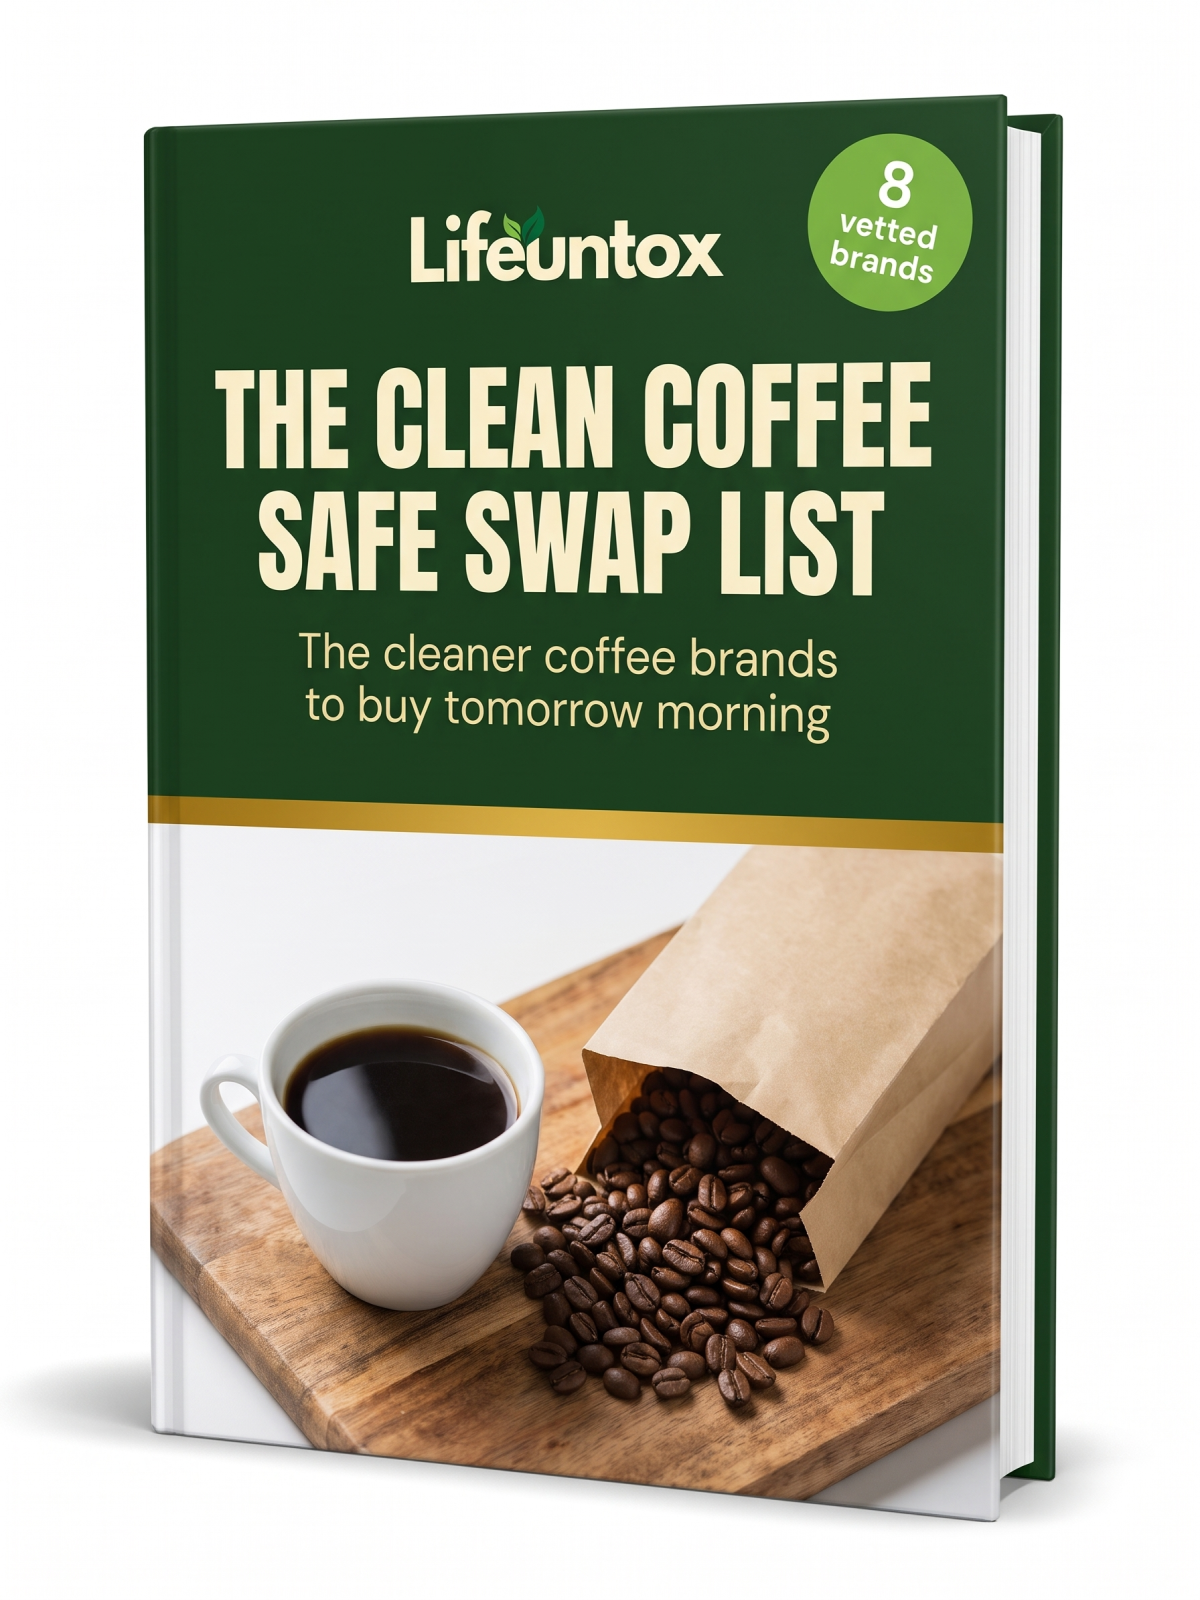 8
vetted
brands
Lifeuntox
THE CLEAN COFFEE
SAFE SWAP LIST
The cleaner coffee brands
to buy tomorrow morning